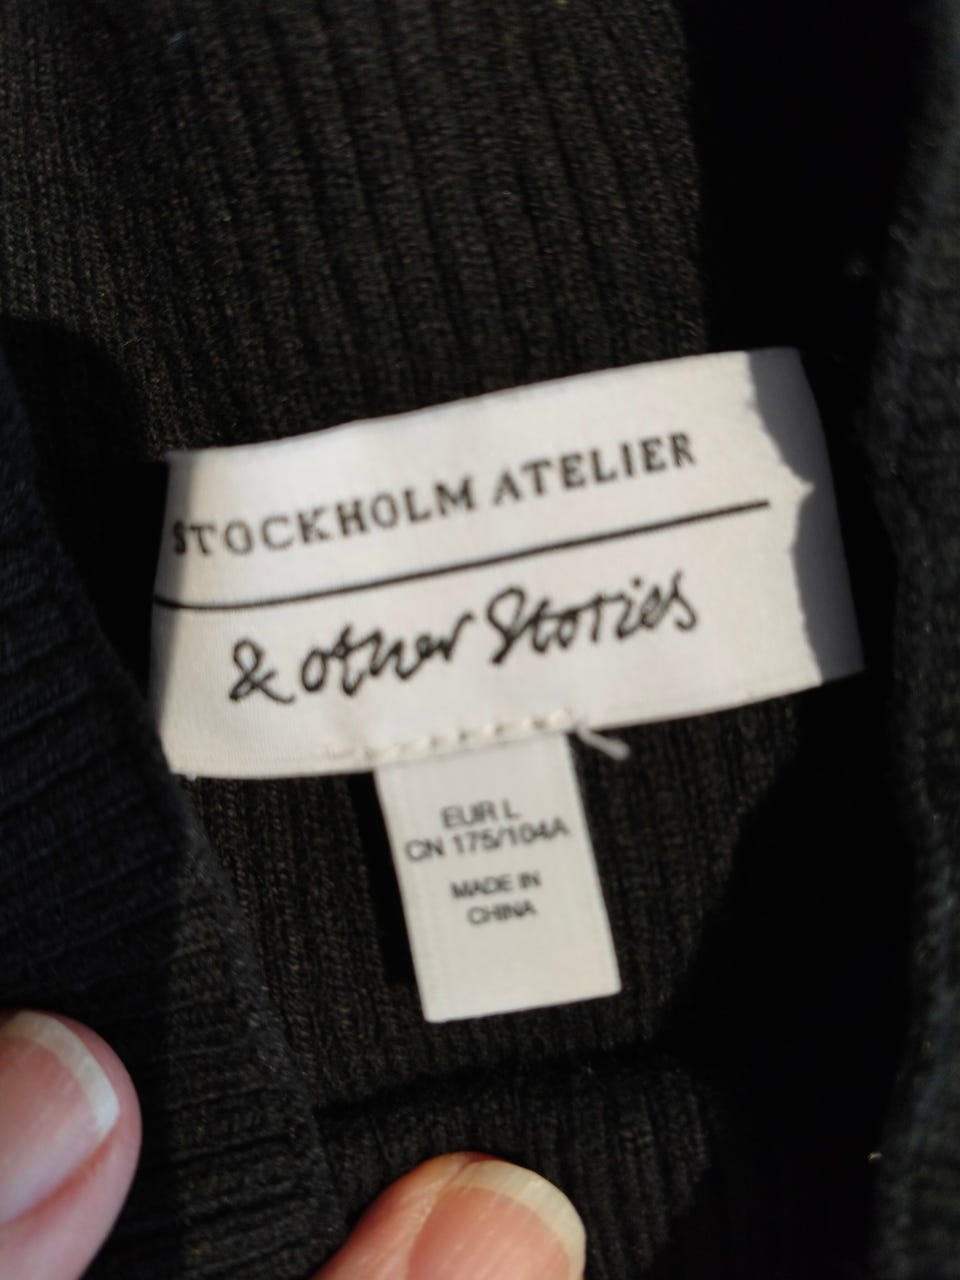 STOCKHOLM ATELIER
& other Stories
EUR L
CN 175/104A
MADE IN
CHINA